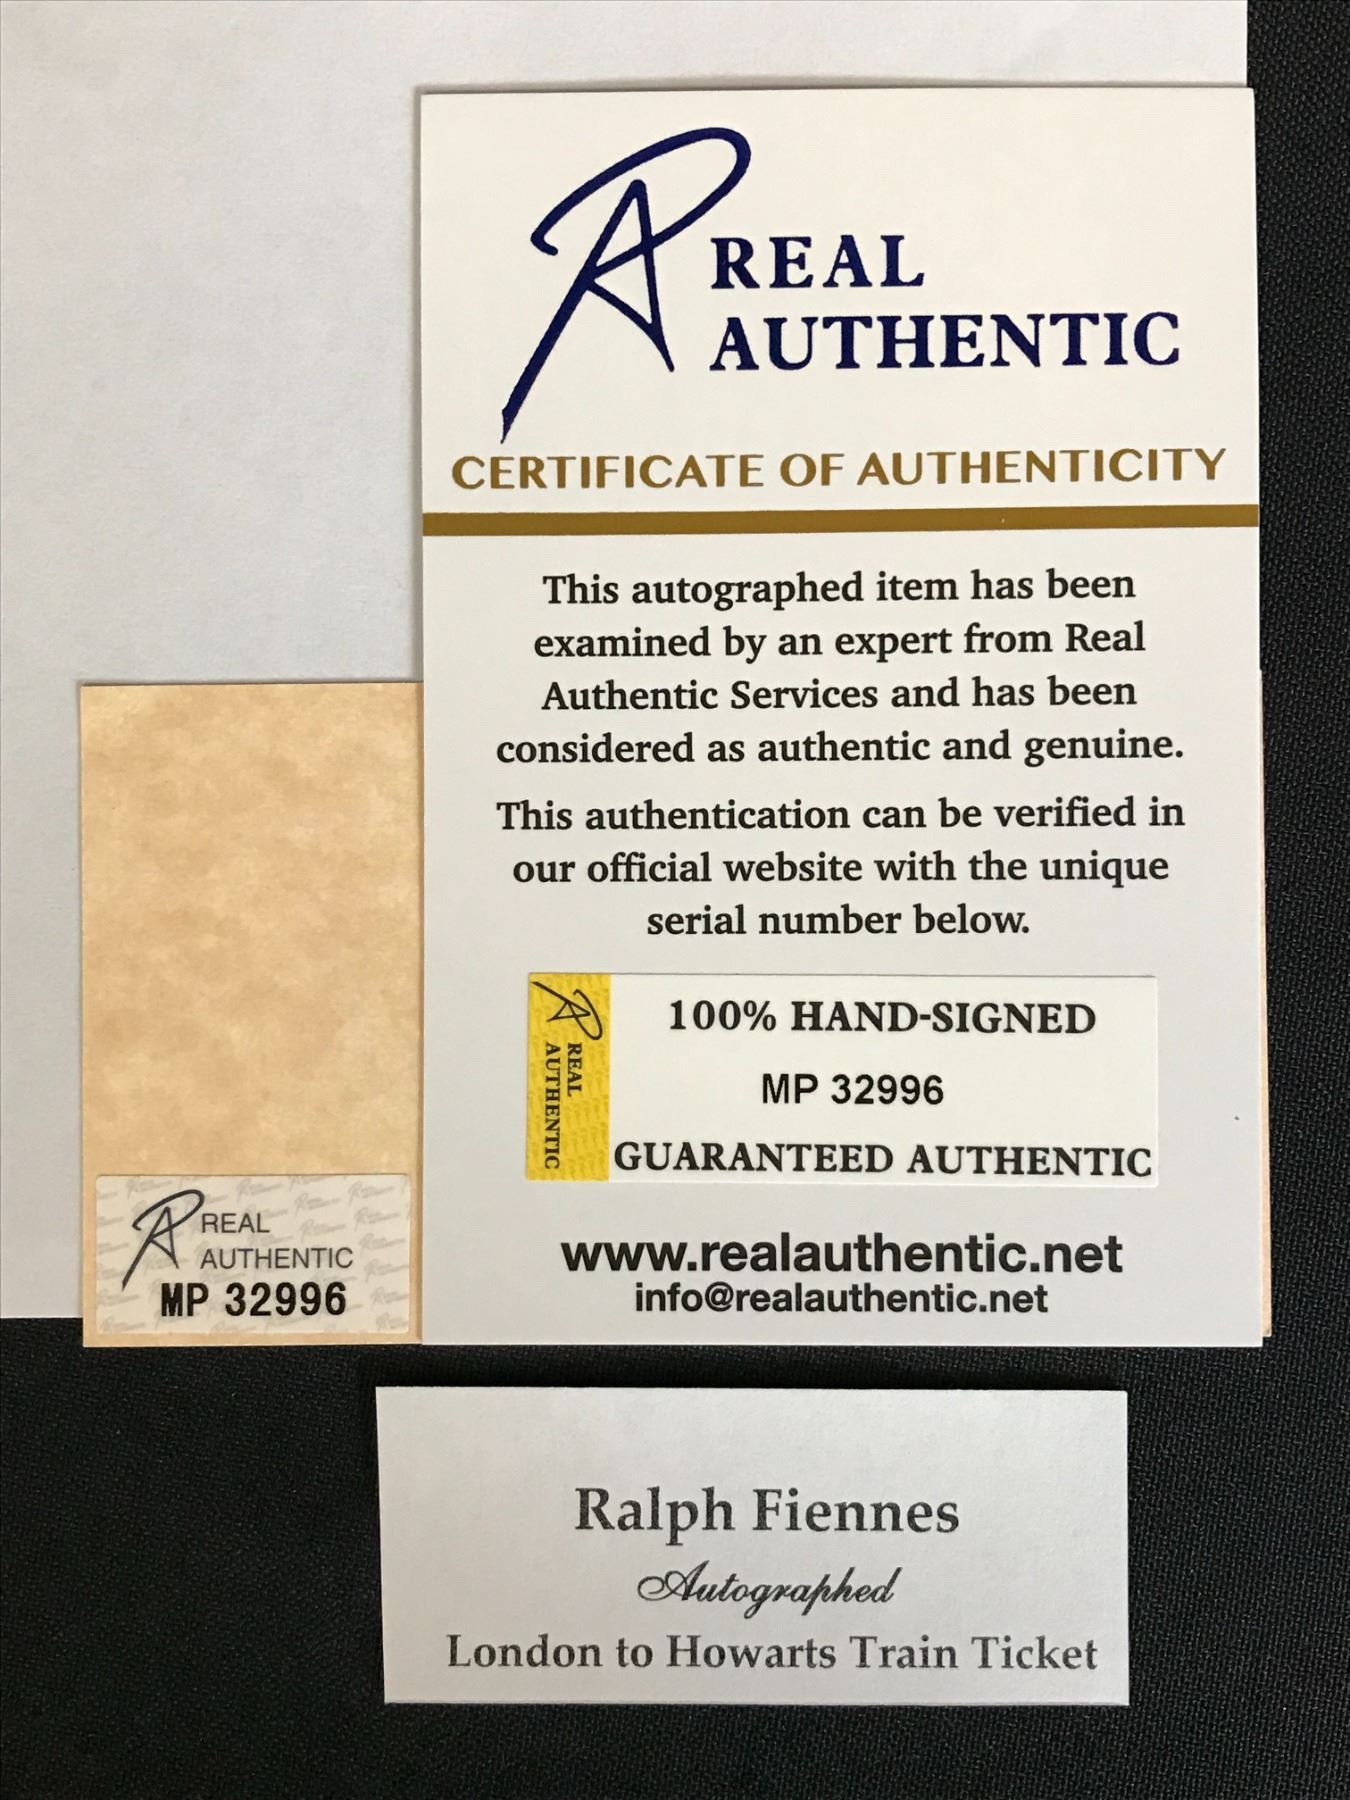 REAL
AUTHENTIC
CERTIFICATE OF AUTHENTICITY
This autographed item has been
examined by an expert from Real
Authentic Services and has been
considered as authentic and genuine.
This authentication can be verified in
our official website with the unique
serial number below.
REAL
AUTHENTIC
100% HAND-SIGNED
MP 32996
GUARANTEED AUTHENTIC
www.realauthentic.net
info@realauthentic.net
REAL
AUTHENTIC
MP 32996
Ralph Fiennes
Autographed
London to Howarts Train Ticket